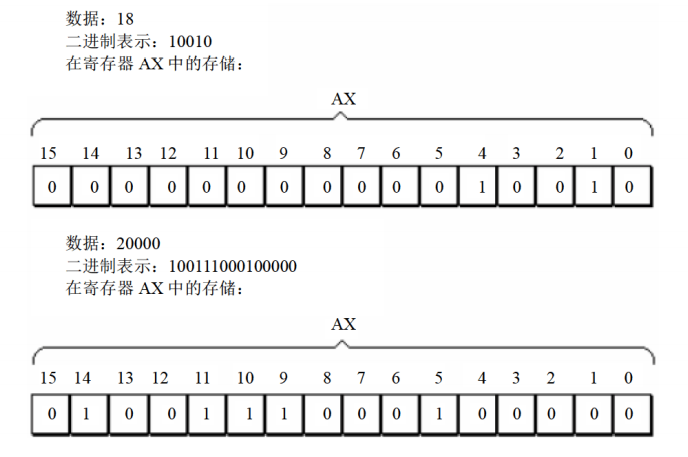 数据：18
二进制表示：10010
在寄存器 AX 中的存储：
AX
15 14 13 12 11 10 9 8 7 6 5 4 3 2 1 0
0 0 0 0 0 0 0 0 0 0 0 1 0 0 1 0
数据：20000
二进制表示：100111000100000
在寄存器 AX 中的存储：
AX
15 14 13 12 11 10 9 8 7 6 5 4 3 2 1 0
0 1 0 0 1 1 1 0 0 0 1 0 0 0 0 0